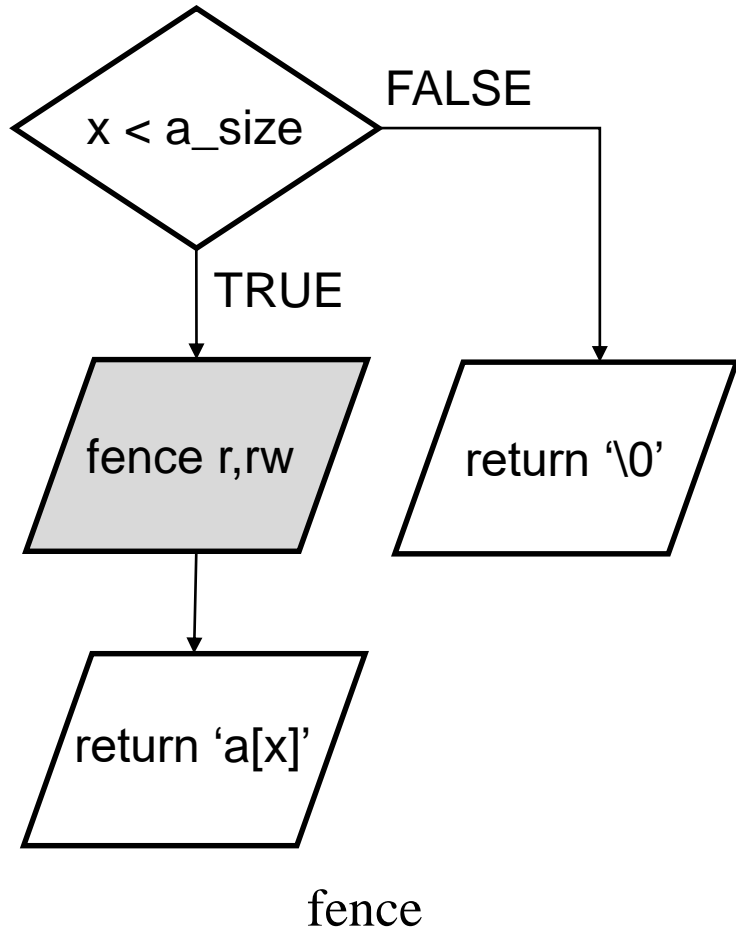 x < a_size
FALSE
TRUE
fence r,rw
return ‘\0’
return ‘a[x]’
fence